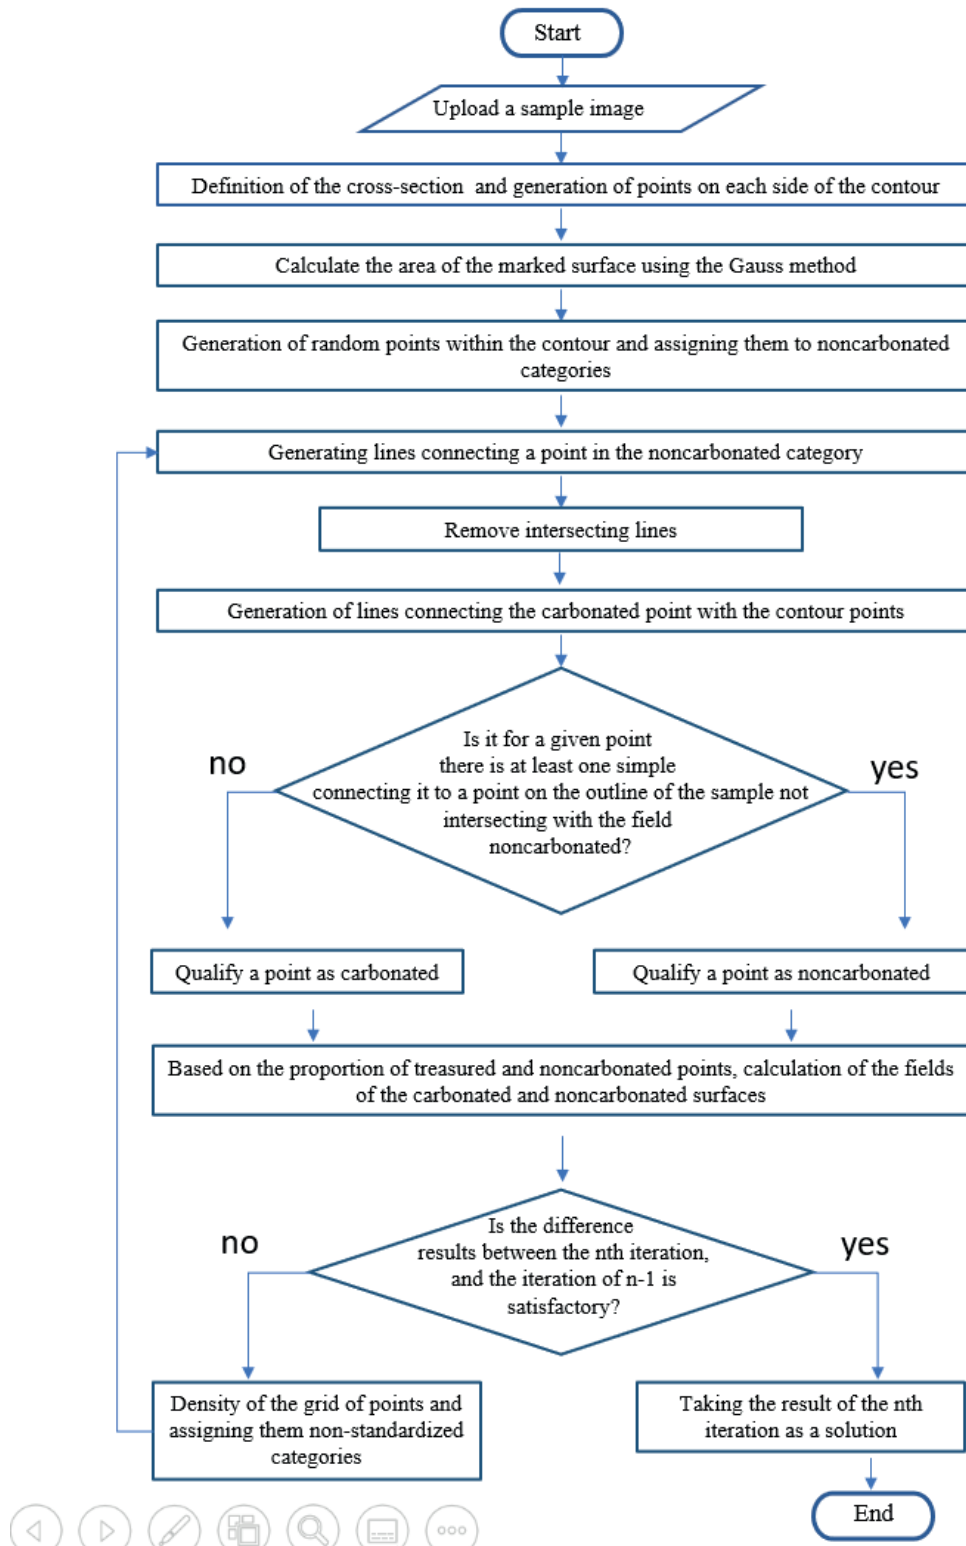 Start
Upload a sample image
Definition of the cross-section and generation of points on each side of the contour
Calculate the area of the marked surface using the Gauss method
Generation of random points within the contour and assigning them to noncarbonated
categories
Generating lines connecting a point in the noncarbonated category
Remove intersecting lines
Generation of lines connecting the carbonated point with the contour points
Is it for a given point
there is at least one simple
connecting it to a point on the outline of the sample not
intersecting with the field
noncarbonated?
no
yes
Qualify a point as carbonated
Qualify a point as noncarbonated
Based on the proportion of treasured and noncarbonated points, calculation of the fields
of the carbonated and noncarbonated surfaces
Is the difference
results between the nth iteration,
and the iteration of n-1 is
satisfactory?
no
yes
Density of the grid of points and
assigning them non-standardized
categories
Taking the result of the nth
iteration as a solution
End